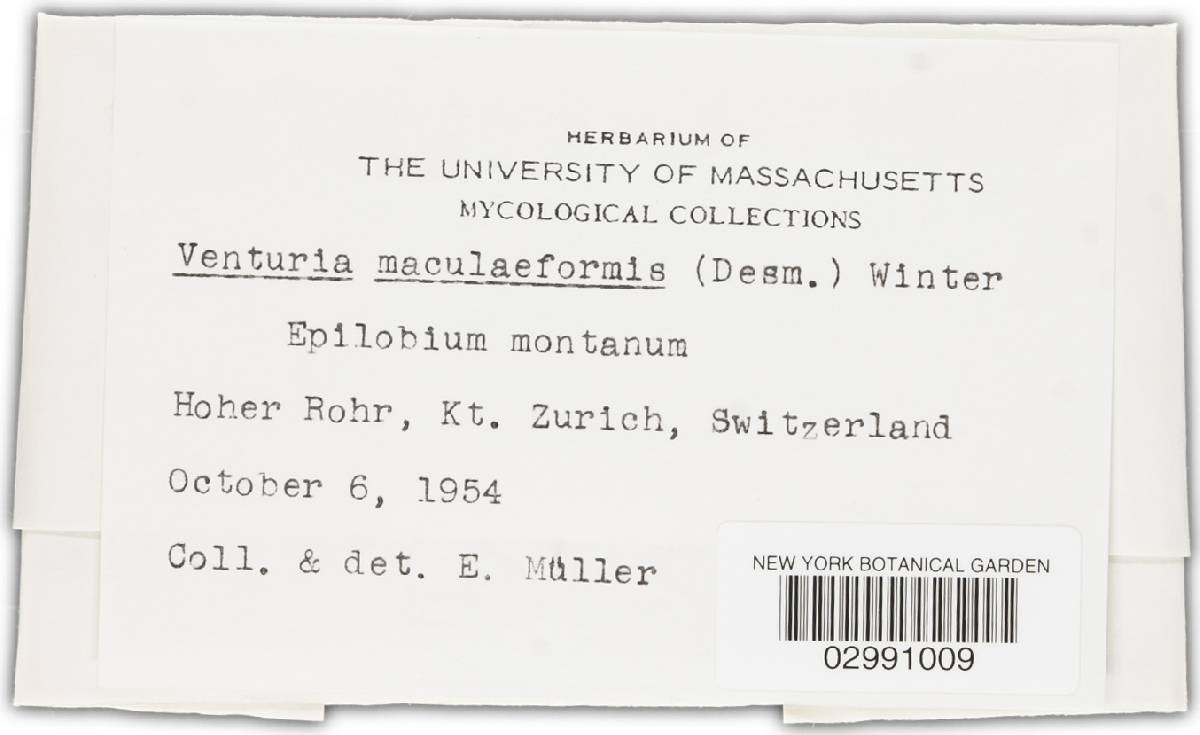 HERBARIUM OF
THE UNIVERSITY OF MASSACHUSETTS
MYCOLOGICAL COLLECTIONS
Venturia maculaeformis (Desm.) Winter
Epilobium montanum
Hoher Rohr, Kt. Zurich, Switzerland
October 6, 1954
Coll. & det. E. Müller
NEW YORK BOTANICAL GARDEN
02991009